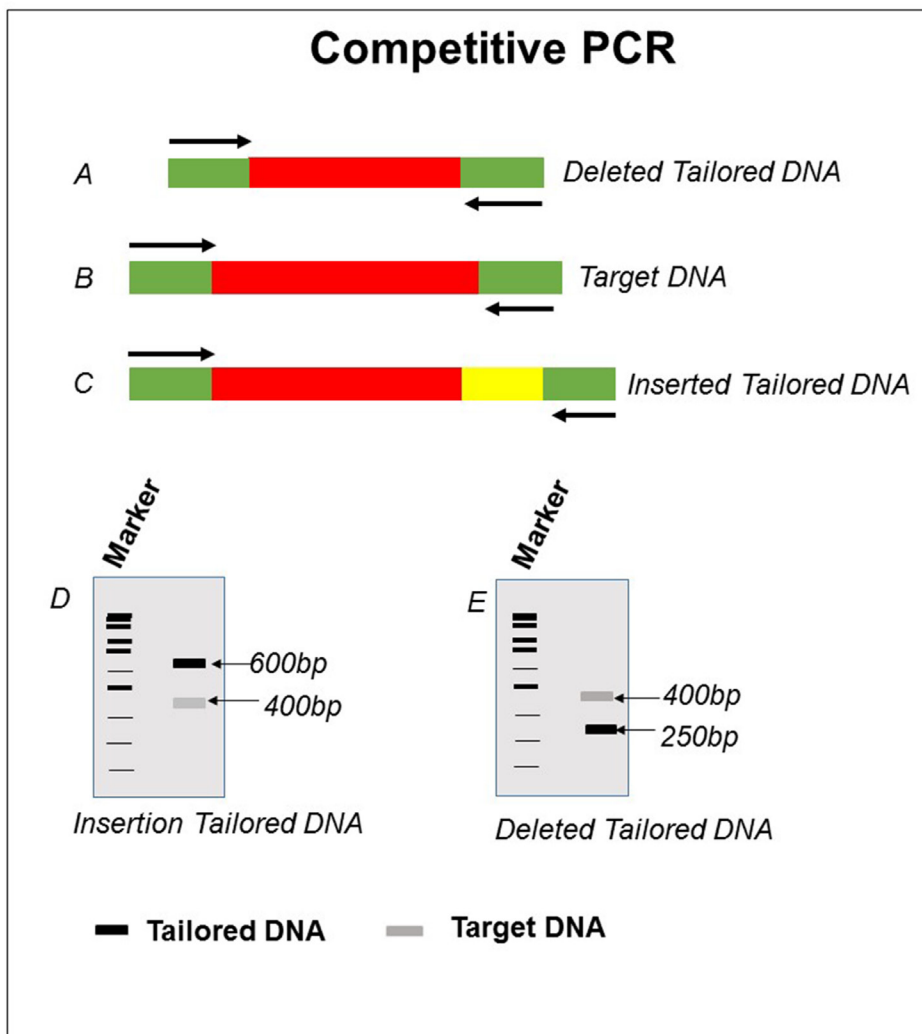 Competitive PCR
A
Deleted Tailored DNA
B
Target DNA
C
Inserted Tailored DNA
Marker
Marker
D
600bp
400bp
Insertion Tailored DNA
E
400bp
250bp
Deleted Tailored DNA
Tailored DNA
Target DNA